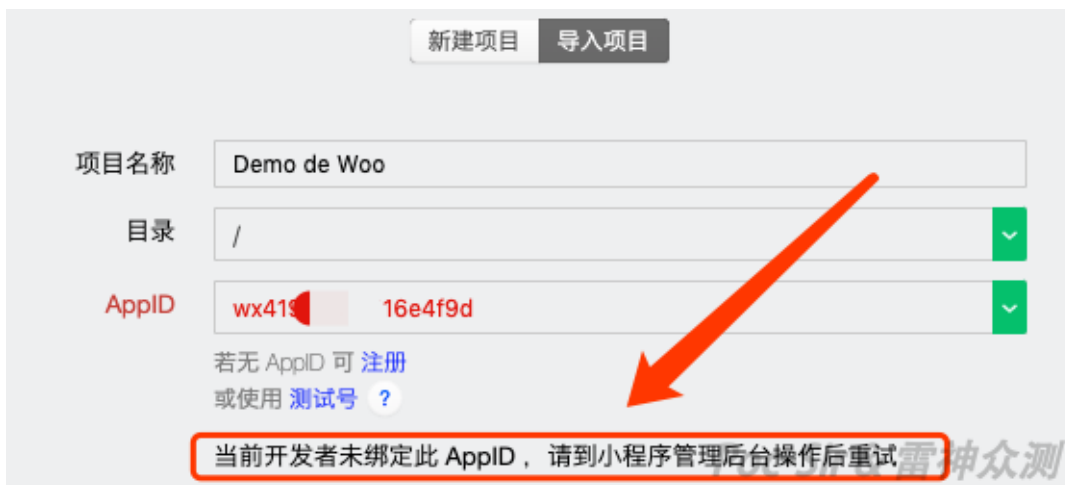 新建项目 导入项目
项目名称 Demo de Woo
目录 /
AppID wx419 16e4f9d
若无 AppID 可 注册
或使用 测试号 ?
当前开发者未绑定此 AppID ， 请到小程序管理后台操作后重试
雷神众测